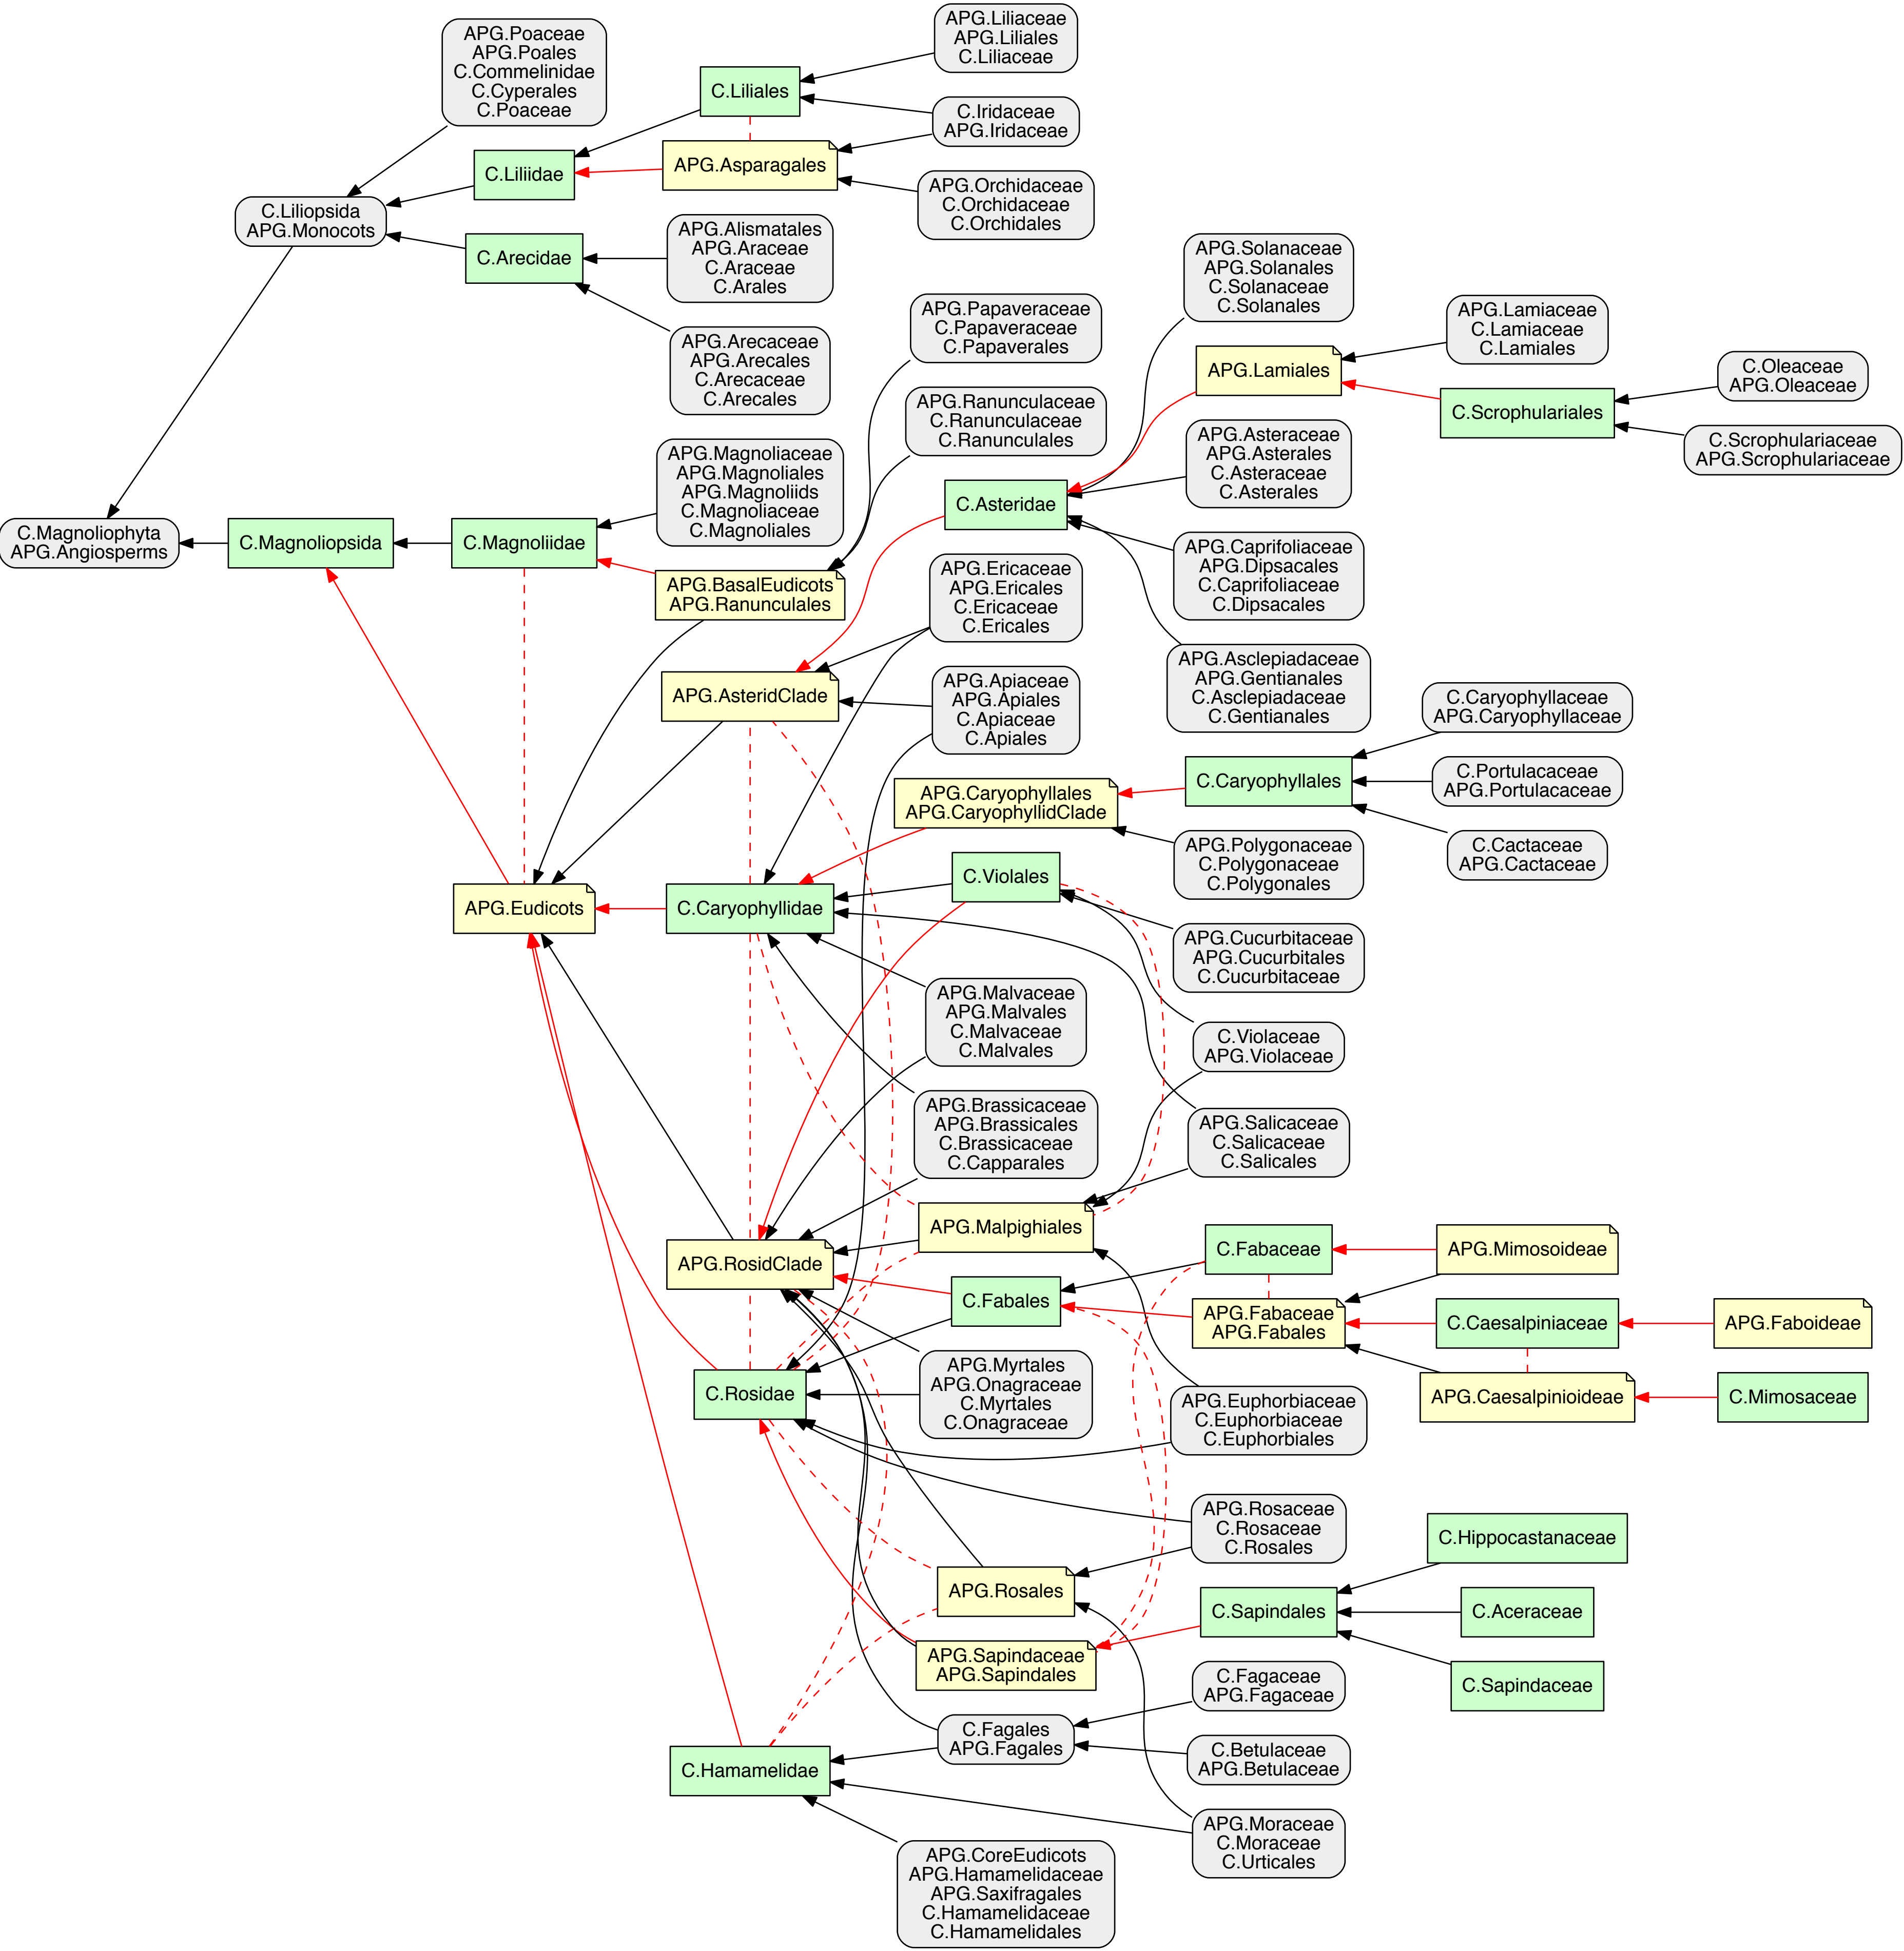 APG.Poaceae
APG.Poales
C.Commelinidae
C.Cyperales
C.Poaceae
C.Liliales
APG.Liliaceae
APG.Liliales
C.Liliaceae
C.Iridaceae
APG.Iridaceae
C.Liliidae
APG.Asparagales
APG.Orchidaceae
C.Orchidaceae
C.Orchidales
C.Liliopsida
APG.Monocots
C.Arecidae
APG.Alismatales
APG.Araceae
C.Araceae
C.Arales
APG.Arecaceae
APG.Arecales
C.Arecaceae
C.Arecales
APG.Papaveraceae
C.Papaveraceae
C.Papaverales
APG.Ranunculaceae
C.Ranunculaceae
C.Ranunculales
APG.Solanaceae
APG.Solanales
C.Solanaceae
C.Solanales
APG.Lamiales
APG.Lamiaceae
C.Lamiaceae
C.Lamiales
C.Scrophulariales
C.Oleaceae
APG.Oleaceae
C.Scrophulariaceae
APG.Scrophulariaceae
APG.Asteraceae
APG.Asterales
C.Asteraceae
C.Asterales
C.Asteridae
APG.Magnoliaceae
APG.Magnoliales
APG.Magnoliids
C.Magnoliaceae
C.Magnoliales
C.Magnoliophyta
APG.Angiosperms
C.Magnoliopsida
C.Magnoliidae
APG.BasalEudicots
APG.Ranunculales
APG.Ericaceae
APG.Ericales
C.Ericaceae
C.Ericales
APG.Caprifoliaceae
APG.Dipsacales
C.Caprifoliaceae
C.Dipsacales
APG.AsteridClade
APG.Apiaceae
APG.Apiales
C.Apiaceae
C.Apiales
APG.Asclepiadaceae
APG.Gentianales
C.Asclepiadaceae
C.Gentianales
C.Caryophyllaceae
APG.Caryophyllaceae
APG.Caryophyllales
APG.CaryophyllidClade
C.Caryophyllales
C.Portulacaceae
APG.Portulacaceae
APG.Polygonaceae
C.Polygonaceae
C.Polygonales
C.Cactaceae
APG.Cactaceae
APG.Eudicots
C.Caryophyllidae
C.Violales
APG.Cucurbitaceae
APG.Cucurbitales
C.Cucurbitaceae
APG.Malvaceae
APG.Malvales
C.Malvaceae
C.Malvales
C.Violaceae
APG.Violaceae
APG.Brassicaceae
APG.Brassicales
C.Brassicaceae
C.Capparales
APG.Salicaceae
C.Salicaceae
C.Salicales
APG.Malpighiales
APG.RosidClade
C.Fabaceae
APG.Mimosoideae
C.Fabales
APG.Fabaceae
APG.Fabales
C.Caesalpiniaceae
APG.Faboideae
C.Rosidae
APG.Myrtales
APG.Onagraceae
C.Myrtales
C.Onagraceae
APG.Euphorbiaceae
C.Euphorbiaceae
C.Euphorbiales
APG.Caesalpinioideae
C.Mimosaceae
APG.Rosaceae
C.Rosaceae
C.Rosales
C.Hippocastanaceae
APG.Rosales
C.Sapindales
C.Aceraceae
APG.Sapindaceae
APG.Sapindales
C.Sapindaceae
C.Fagaceae
APG.Fagaceae
C.Fagales
APG.Fagales
C.Betulaceae
APG.Betulaceae
C.Hamamelidae
APG.Moraceae
C.Moraceae
C.Urticales
APG.CoreEudicots
APG.Hamamelidaceae
APG.Saxifragales
C.Hamamelidaceae
C.Hamamelidales